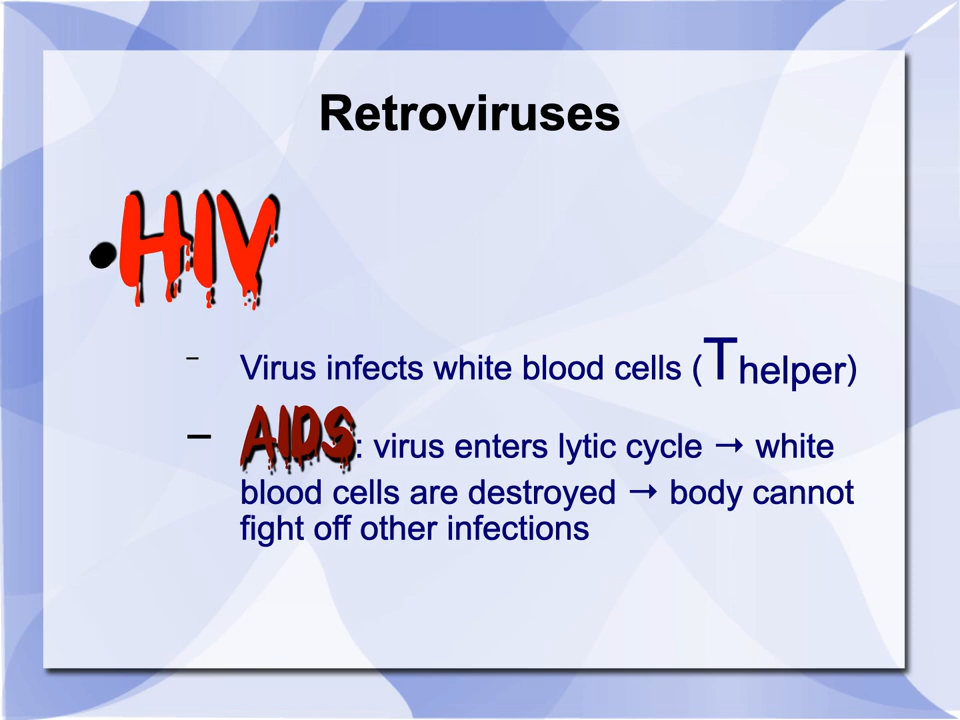 Retroviruses
•HIV
– Virus infects white blood cells (T helper)
– AIDS: virus enters lytic cycle → white
blood cells are destroyed → body cannot
fight off other infections